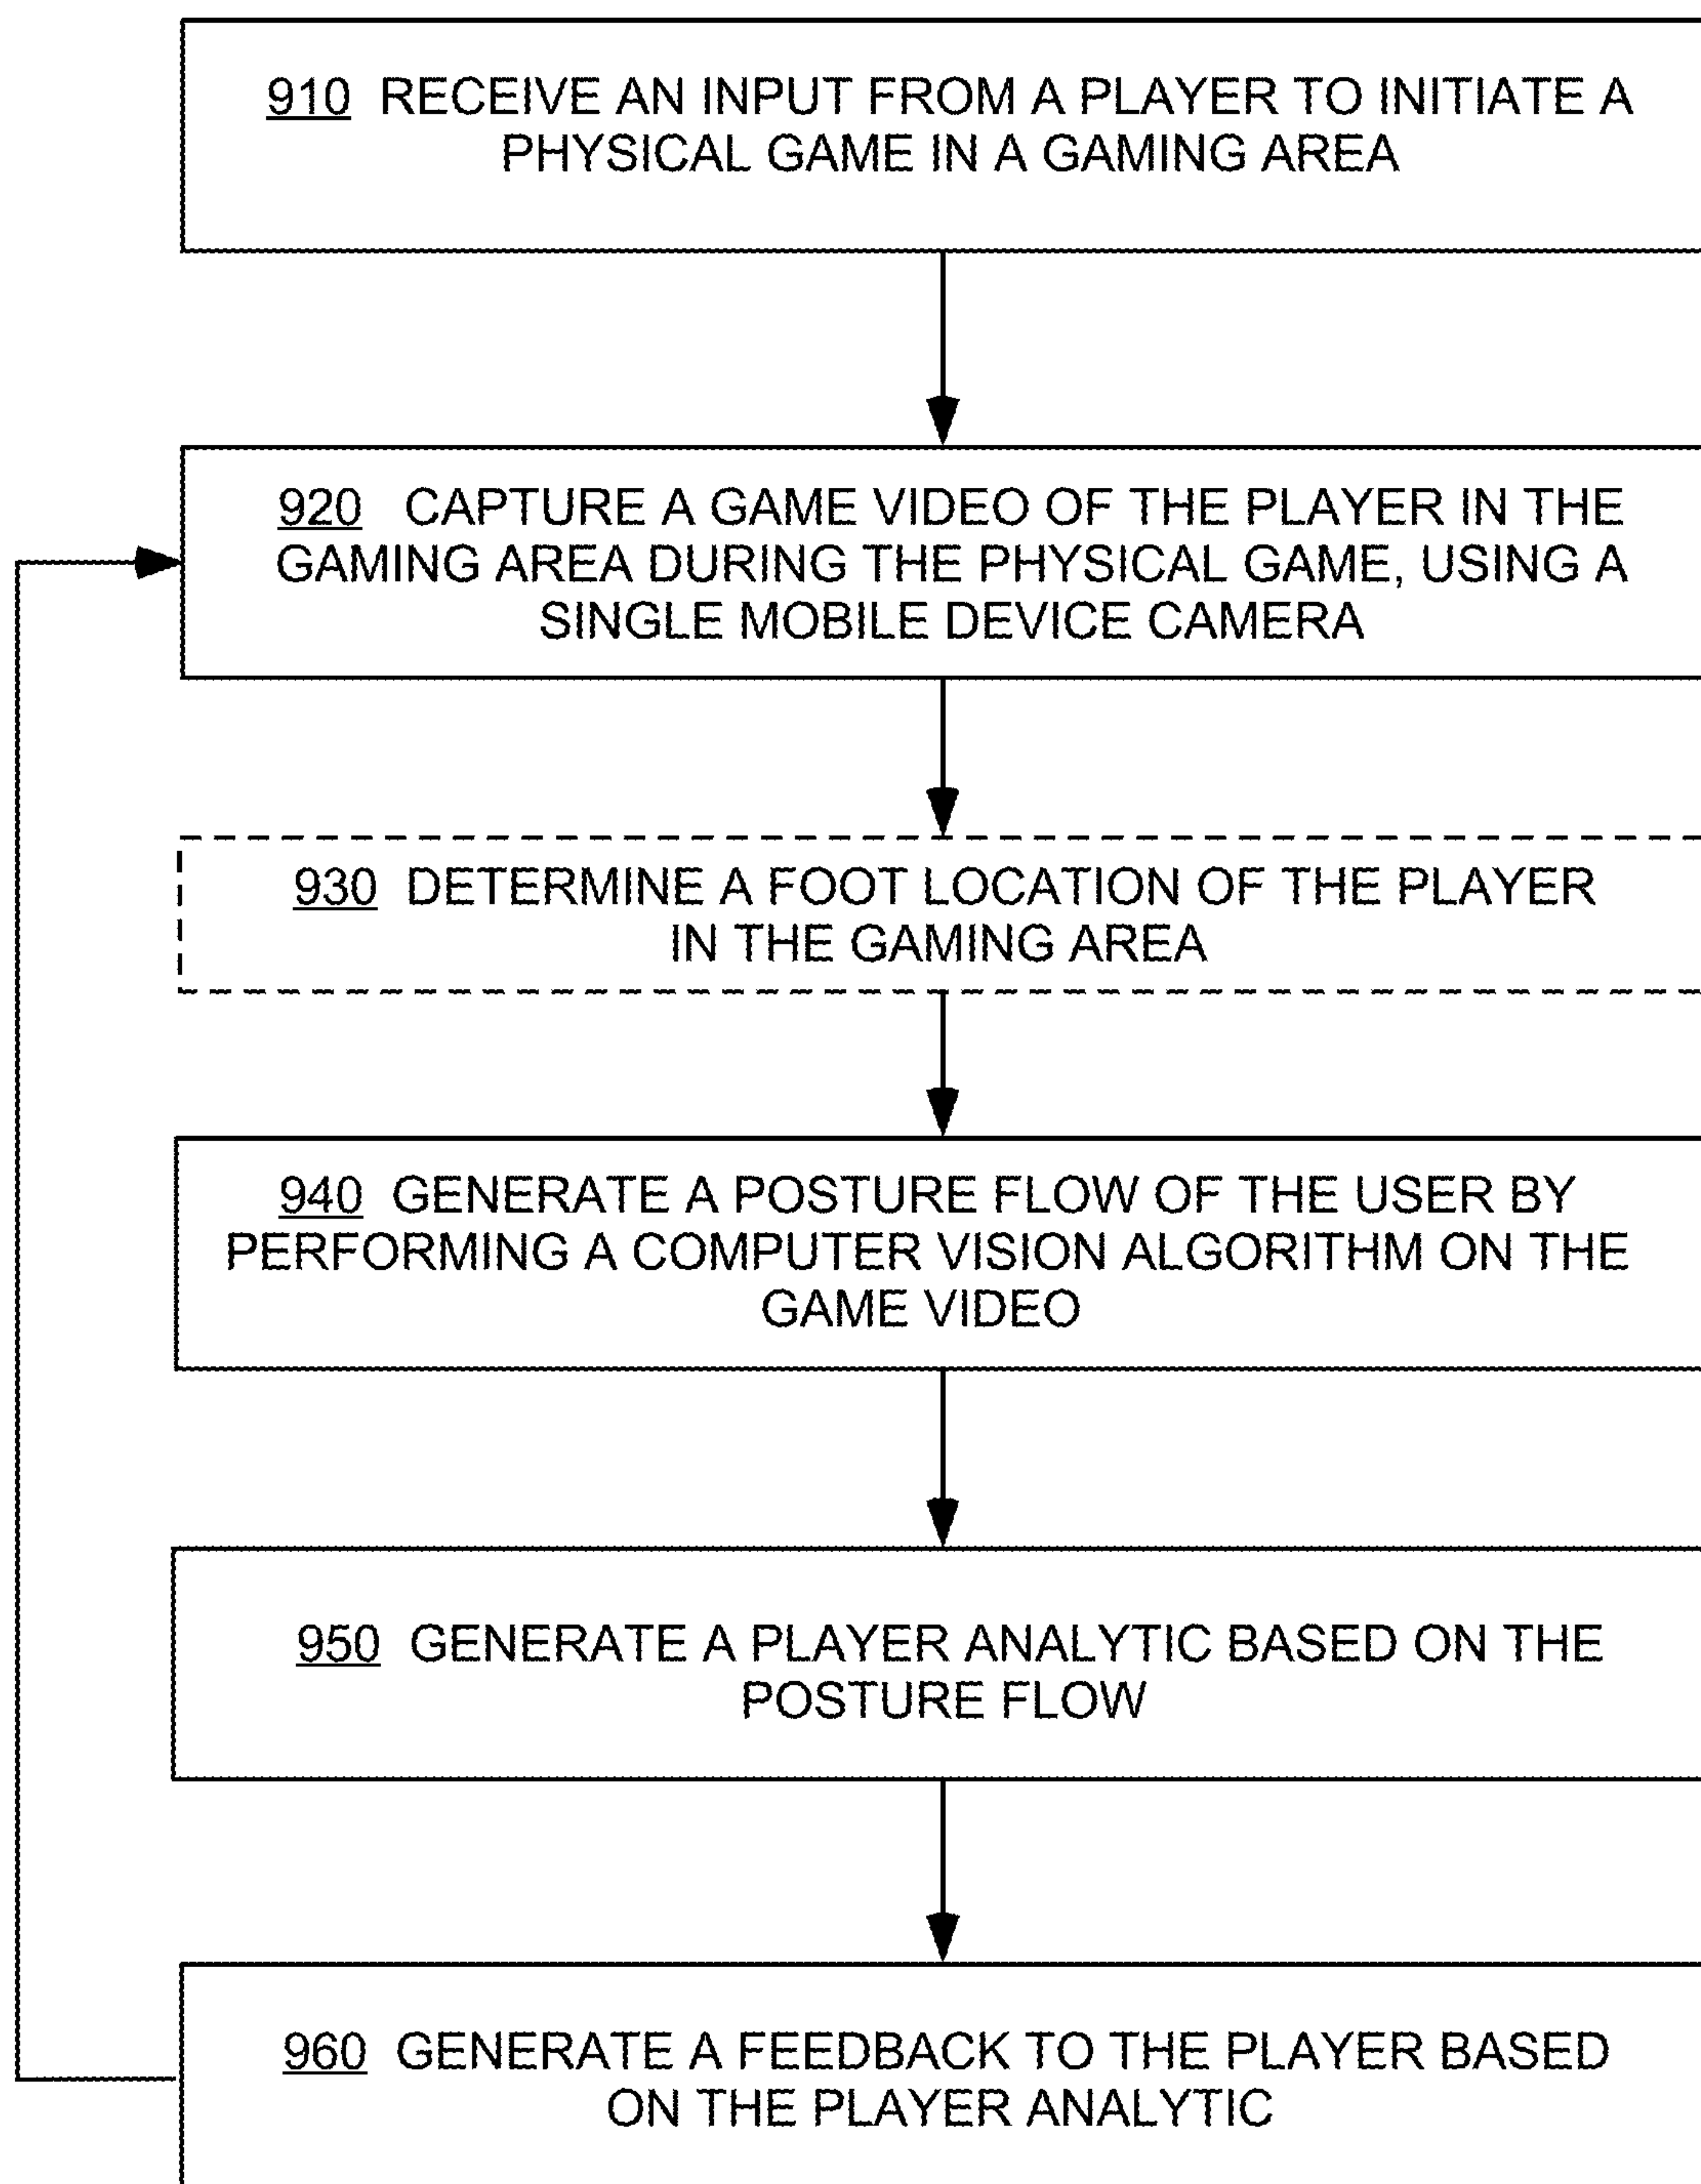 910 RECEIVE AN INPUT FROM A PLAYER TO INITIATE A
PHYSICAL GAME IN A GAMING AREA
920 CAPTURE A GAME VIDEO OF THE PLAYER IN THE
GAMING AREA DURING THE PHYSICAL GAME, USING A
SINGLE MOBILE DEVICE CAMERA
930 DETERMINE A FOOT LOCATION OF THE PLAYER
IN THE GAMING AREA
940 GENERATE A POSTURE FLOW OF THE USER BY
PERFORMING A COMPUTER VISION ALGORITHM ON THE
GAME VIDEO
950 GENERATE A PLAYER ANALYTIC BASED ON THE
POSTURE FLOW
960 GENERATE A FEEDBACK TO THE PLAYER BASED
ON THE PLAYER ANALYTIC